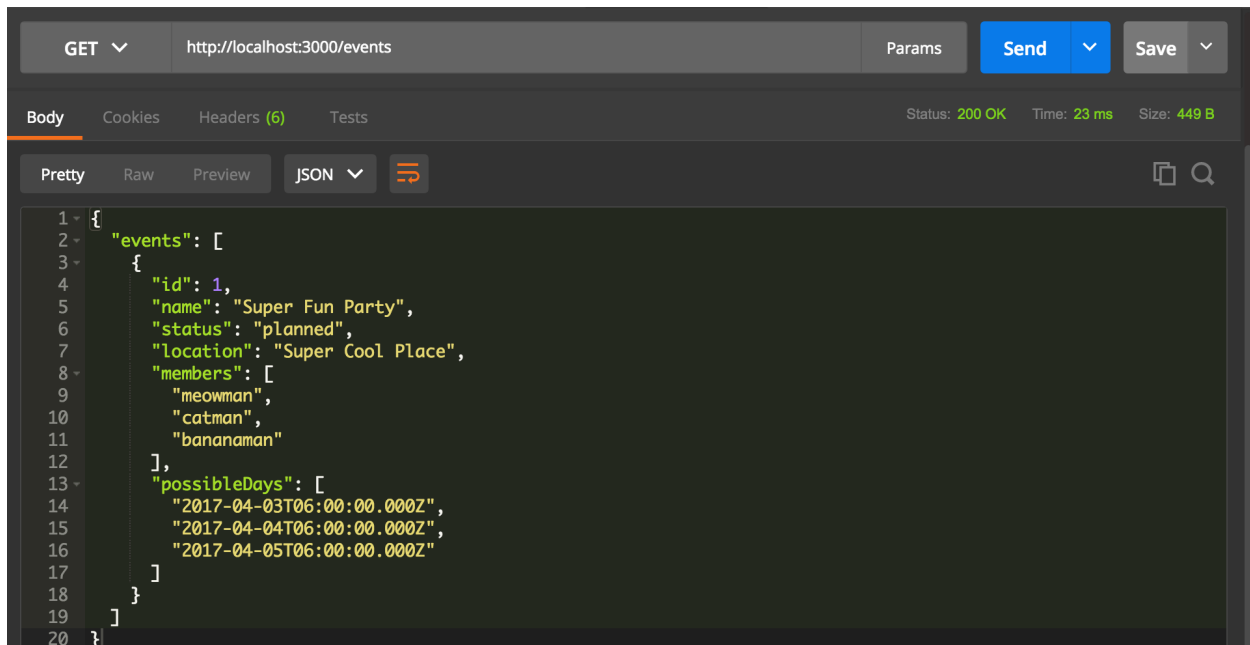 GET http://localhost:3000/events Params Send Save
Body Cookies Headers (6) Tests Status: 200 OK Time: 23 ms Size: 449 B
Pretty Raw Preview JSON
1 {
2 "events": [
3 {
4 "id": 1,
5 "name": "Super Fun Party",
6 "status": "planned",
7 "location": "Super Cool Place",
8 "members": [
9 "meowman",
10 "catman",
11 "bananaman"
12 ],
13 "possibleDays": [
14 "2017-04-03T06:00:00.000Z",
15 "2017-04-04T06:00:00.000Z",
16 "2017-04-05T06:00:00.000Z"
17 ]
18 }
19 ]
20 }